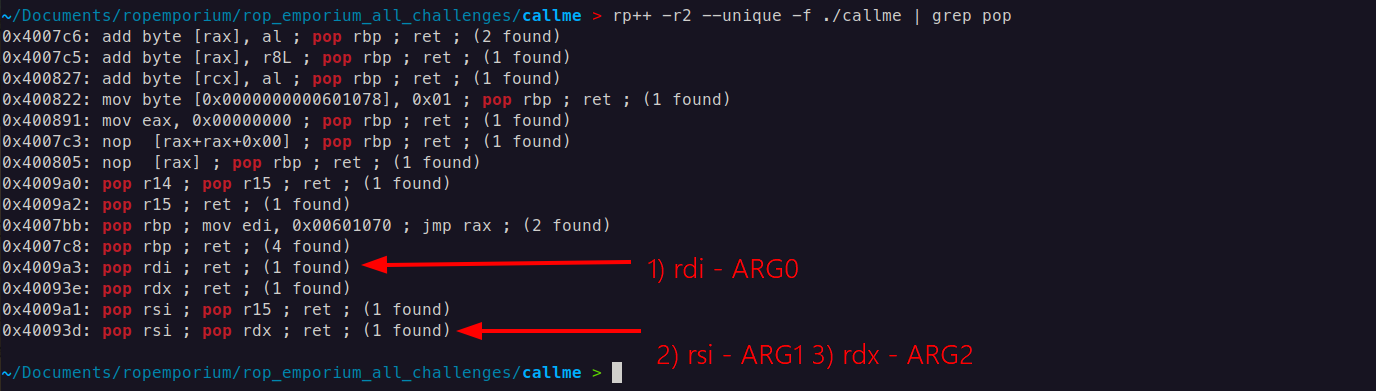 ~/Documents/ropemporium/rop_emporium_all_challenges/callme > rp++ -r2 --unique -f ./callme | grep pop
0x4007c6: add byte [rax], al ; pop rbp ; ret ; (2 found)
0x4007c5: add byte [rax], r8L ; pop rbp ; ret ; (1 found)
0x400827: add byte [rcx], al ; pop rbp ; ret ; (1 found)
0x400822: mov byte [0x0000000000601078], 0x01 ; pop rbp ; ret ; (1 found)
0x400891: mov eax, 0x00000000 ; pop rbp ; ret ; (1 found)
0x4007c3: nop  [rax+rax+0x00] ; pop rbp ; ret ; (1 found)
0x400805: nop  [rax] ; pop rbp ; ret ; (1 found)
0x4009a0: pop r14 ; pop r15 ; ret ; (1 found)
0x4009a2: pop r15 ; ret ; (1 found)
0x4007bb: pop rbp ; mov edi, 0x00601070 ; jmp rax ; (2 found)
0x4007c8: pop rbp ; ret ; (4 found)
0x4009a3: pop rdi ; ret ; (1 found)
1) rdi - ARG0
0x40093e: pop rdx ; ret ; (1 found)
0x4009a1: pop rsi ; pop r15 ; ret ; (1 found)
0x40093d: pop rsi ; pop rdx ; ret ; (1 found)
2) rsi - ARG1 3) rdx - ARG2
~/Documents/ropemporium/rop_emporium_all_challenges/callme >